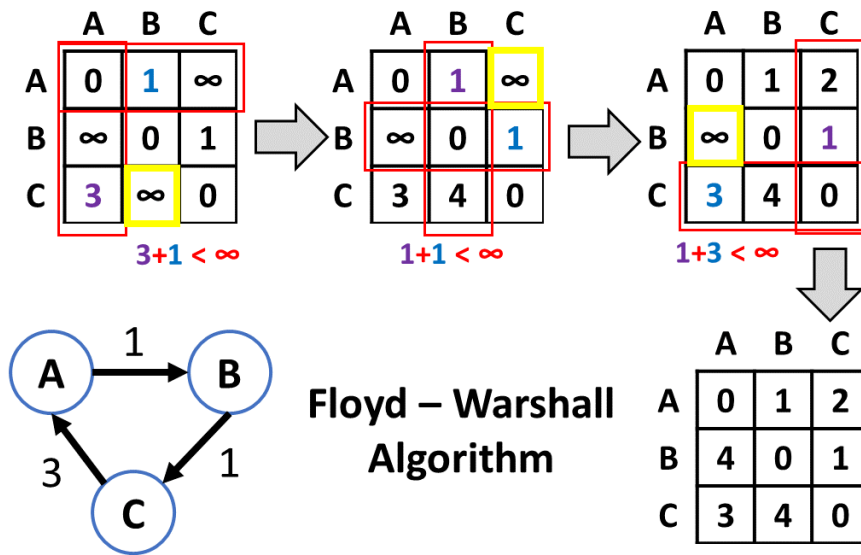 A B C
A 0 1 ∞
B ∞ 0 1
C 3 ∞ 0
3+1 < ∞
A B C
A 0 1 ∞
B ∞ 0 1
C 3 4 0
1+1 < ∞
A B C
A 0 1 2
B ∞ 0 1
C 3 4 0
1+3 < ∞
A 1 B
3 1
C
Floyd – Warshall
Algorithm
A B C
A 0 1 2
B 4 0 1
C 3 4 0